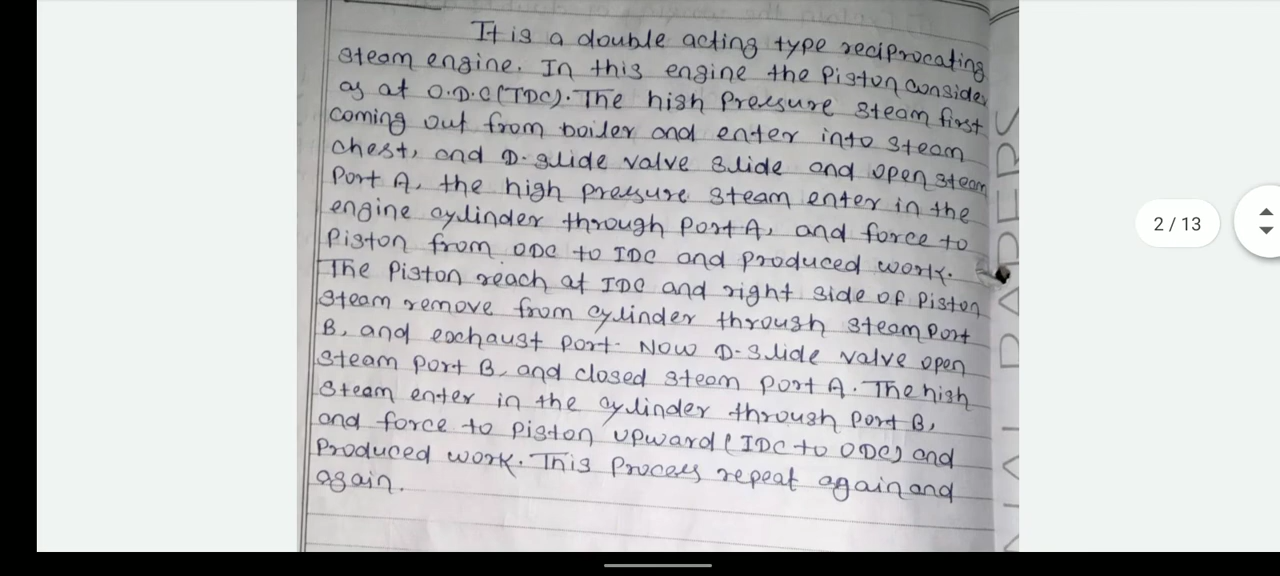 It is a double acting type reciprocating
steam engine. In this engine the Piston consider
as at O.D.C(TDC). The high Pressure steam first
coming out from boiler and enter into steam
chest, and D-slide valve slide and open steam
Port A, the high pressure steam enter in the
engine cylinder through Port A, and force to
Piston from ODC to IDC and produced work.
The Piston reach at IDC and right side of Piston
steam remove from cylinder through steam Port
B, and exchaust port. Now D-slide valve open
steam port B, and closed steam port A. The high
steam enter in the cylinder through port B,
and force to piston upward (IDC to ODC) and
Produced work. This Process repeat again and
again.
2 / 13